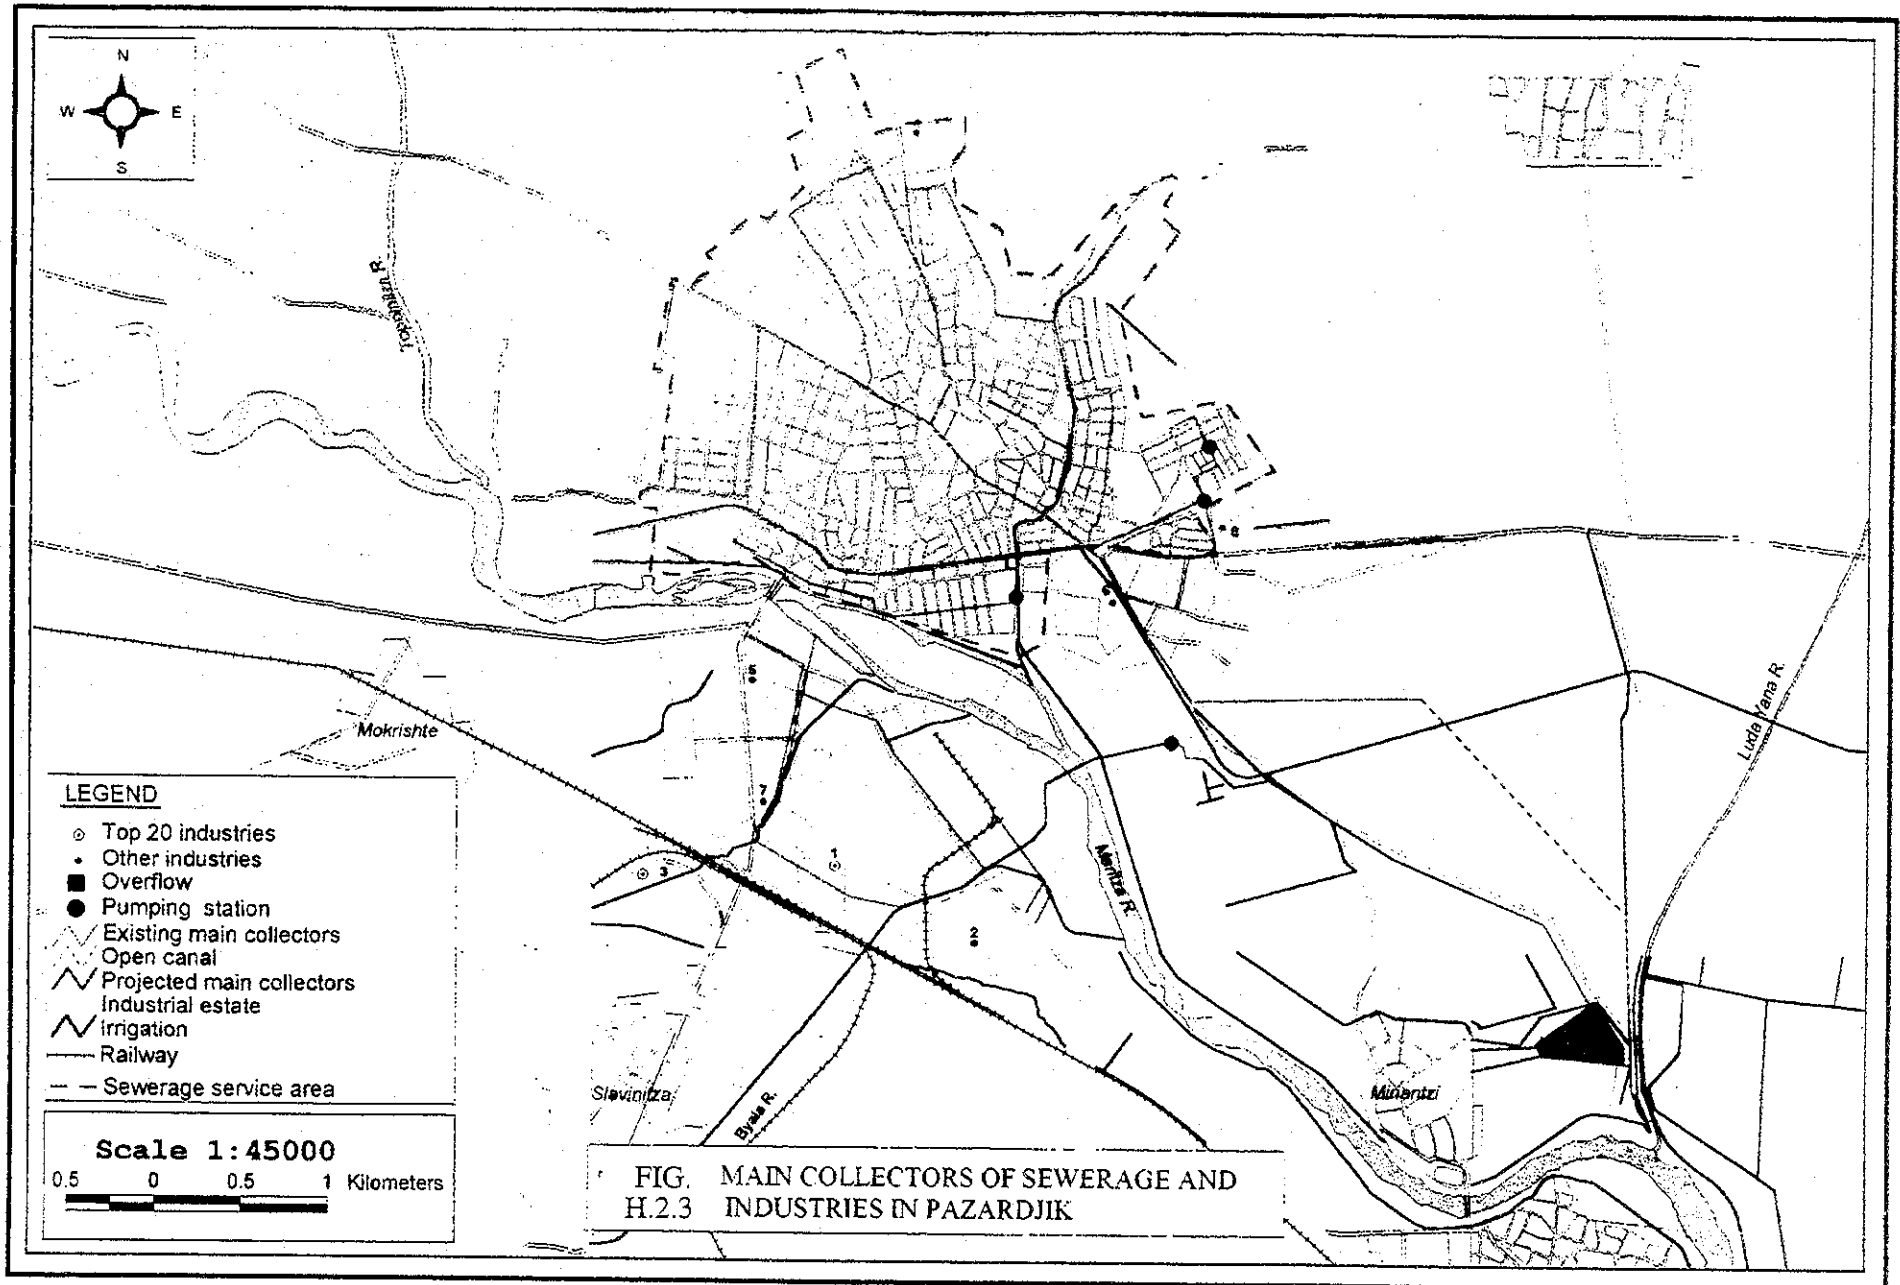 N
W E
S
Topolnitza R.
Mokrishte
Luda Yana R.
Maritza R.
Slavinitza
Byala R.
Minantzi
8
5
7
1
3
2
LEGEND
Top 20 industries
Other industries
Overflow
Pumping station
Existing main collectors
Open canal
Projected main collectors
Industrial estate
Irrigation
Railway
Sewerage service area
Scale 1:45000
0.5 0 0.5 1 Kilometers
FIG. MAIN COLLECTORS OF SEWERAGE AND
H.2.3 INDUSTRIES IN PAZARDJIK